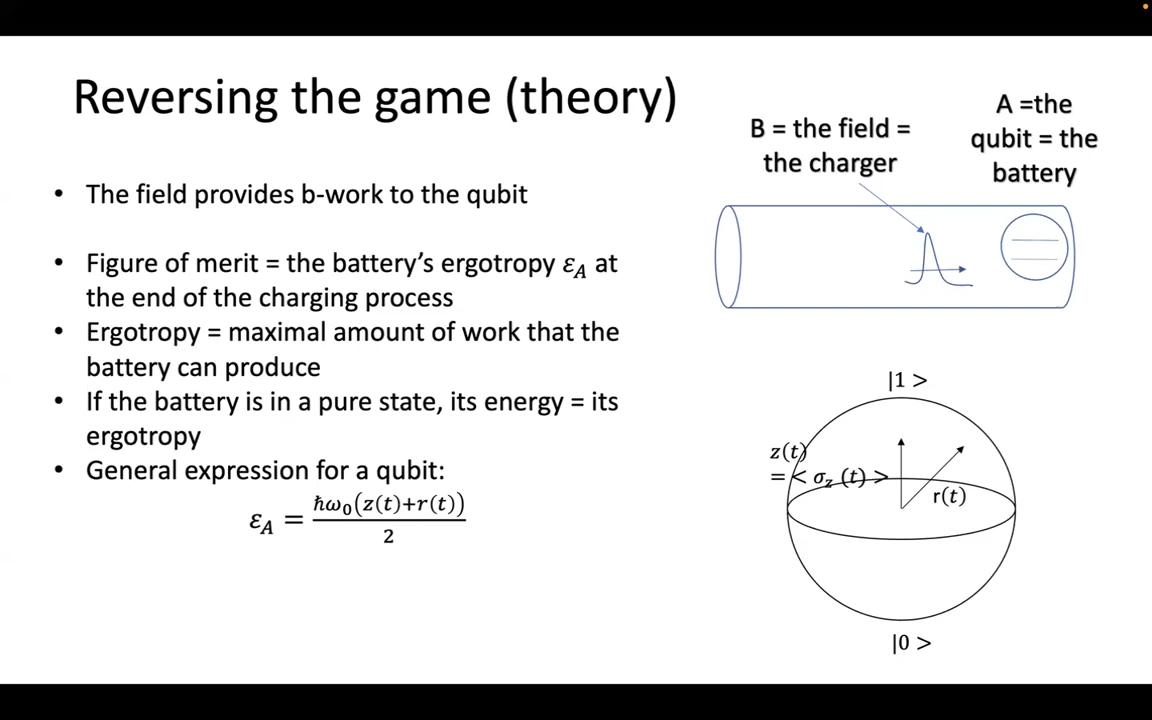 Reversing the game (theory)
• The field provides b-work to the qubit
• Figure of merit = the battery’s ergotropy 𝜀_A at
the end of the charging process
• Ergotropy = maximal amount of work that the
battery can produce
• If the battery is in a pure state, its energy = its
ergotropy
• General expression for a qubit:
𝜀_A = ħω₀(z(t)+r(t)) / 2
B = the field =
the charger
A =the
qubit = the
battery
|1 >
z(t)
= < σ_z (t) >
r(t)
|0 >